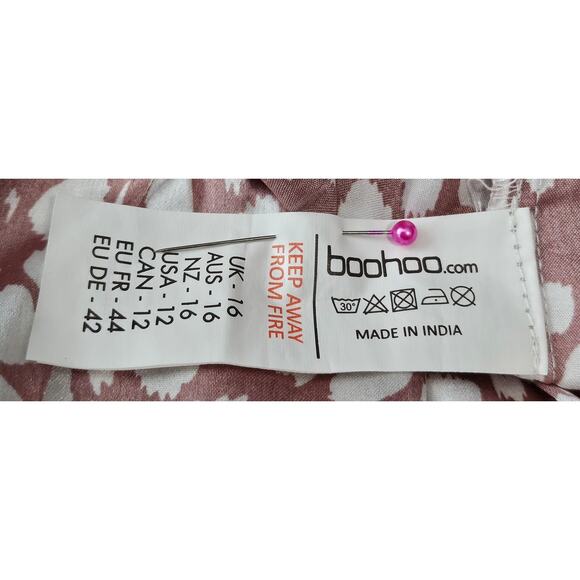 boohoo.com
30°
MADE IN INDIA
KEEP AWAY
FROM FIRE
UK - 16
AUS - 16
NZ - 16
USA - 12
CAN - 12
EU FR - 44
EU DE - 42